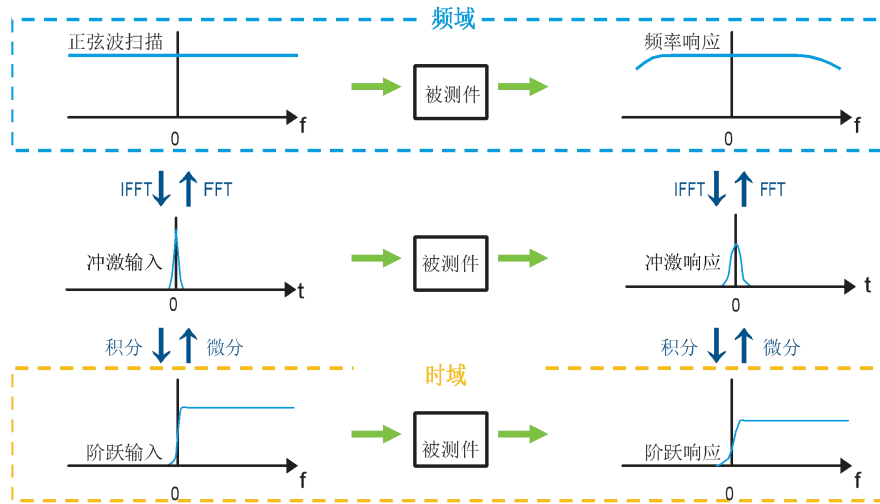 频域
正弦波扫描
频率响应
被测件
f
f
0
0
IFFT
FFT
IFFT
FFT
冲激输入
被测件
冲激响应
t
t
0
0
积分
微分
积分
微分
时域
阶跃输入
被测件
阶跃响应
f
f
0
0